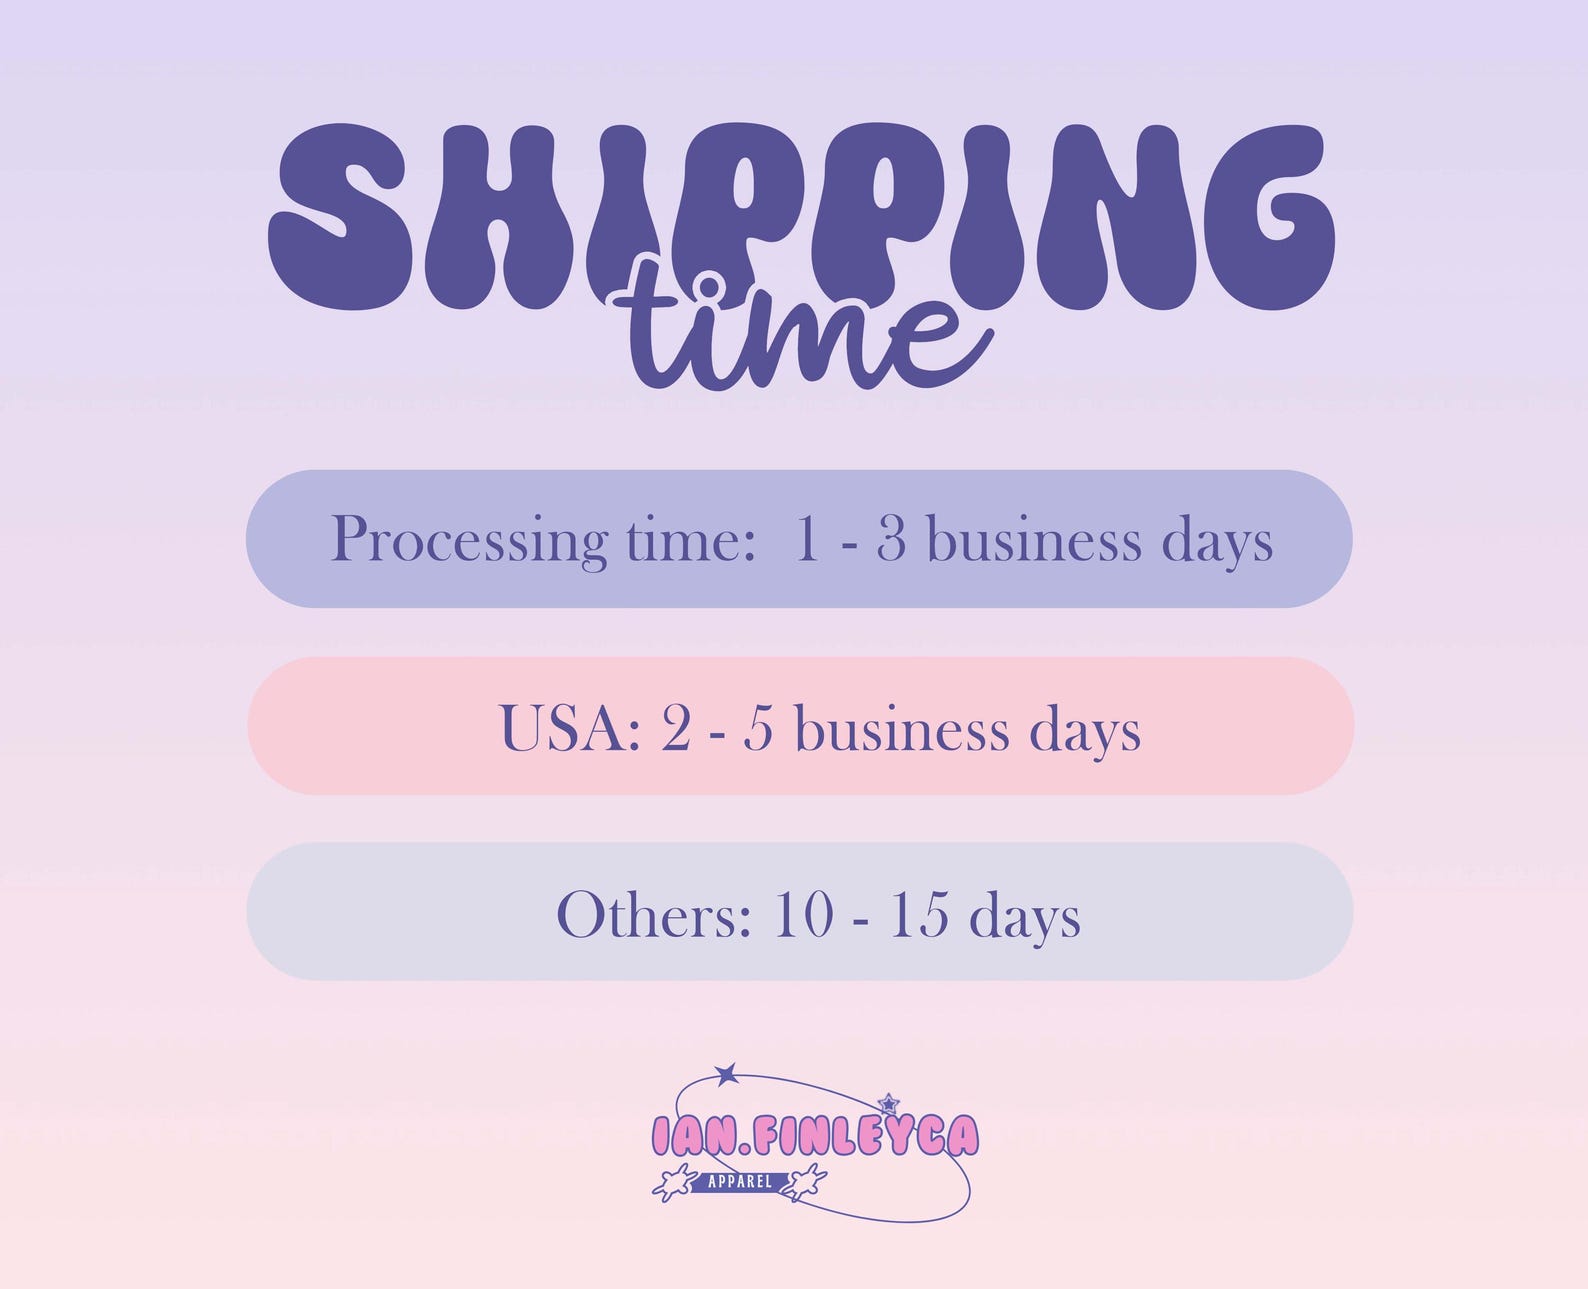 SHIPPING
time
Processing time:  1 - 3 business days
USA: 2 - 5 business days
Others: 10 - 15 days
IAN.FINLEYCA
APPAREL